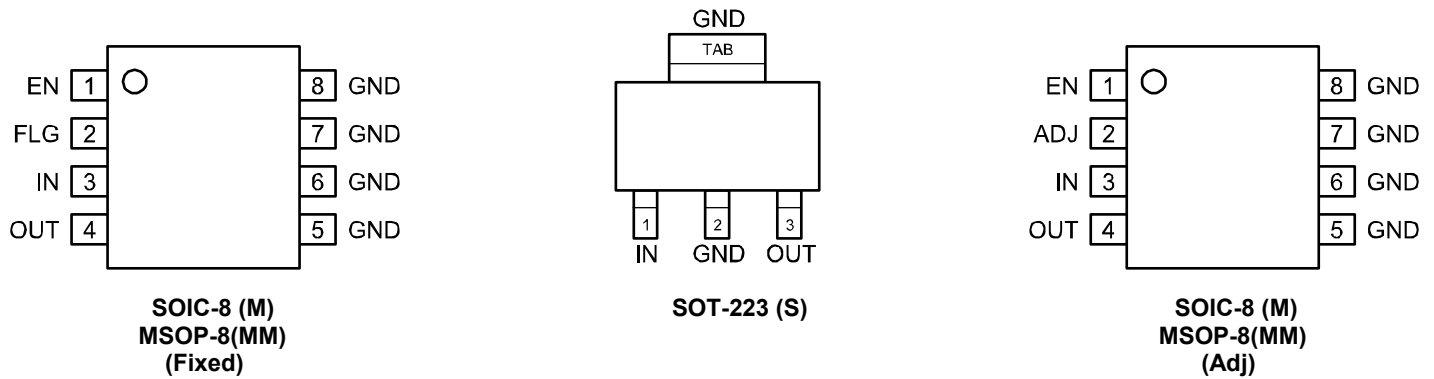 EN 1 8 GND
FLG 2 7 GND
IN 3 6 GND
OUT 4 5 GND
SOIC-8 (M)
MSOP-8(MM)
(Fixed)
GND
TAB
1 2 3
IN GND OUT
SOT-223 (S)
EN 1 8 GND
ADJ 2 7 GND
IN 3 6 GND
OUT 4 5 GND
SOIC-8 (M)
MSOP-8(MM)
(Adj)